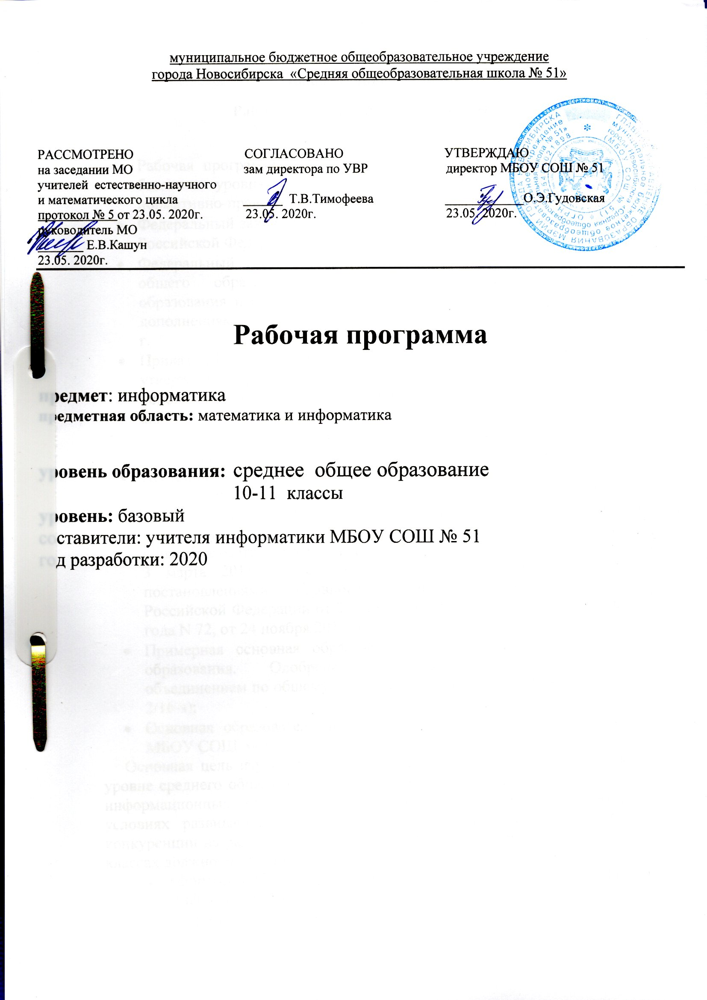 муниципальное бюджетное общеобразовательное учреждение
города Новосибирска «Средняя общеобразовательная школа № 51»
РАССМОТРЕНО
на заседании МО
учителей естественно-научного
и математического цикла
протокол № 5 от 23.05. 2020г.
руководитель МО
Е.В.Кашун
23.05. 2020г.
СОГЛАСОВАНО
зам директора по УВР
Т.В.Тимофеева
23.05. 2020г.
УТВЕРЖДАЮ
директор МБОУ СОШ № 51
О.Э.Гудовская
23.05. 2020г.
Рабочая программа
предмет: информатика
предметная область: математика и информатика
уровень образования: среднее общее образование
10-11 классы
уровень: базовый
составители: учителя информатики МБОУ СОШ № 51
год разработки: 2020